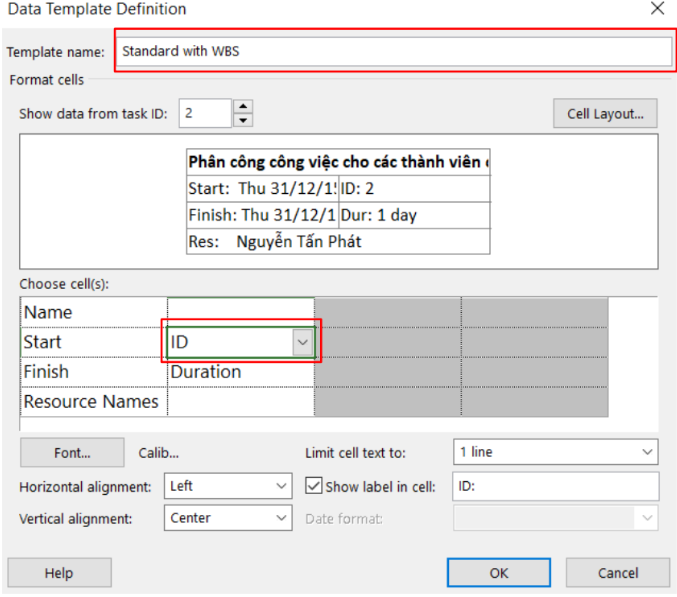 Data Template Definition
Template name: Standard with WBS
Format cells
Show data from task ID: 2 Cell Layout...
Phân công công việc cho các thành viên
Start: Thu 31/12/1 ID: 2
Finish: Thu 31/12/1 Dur: 1 day
Res: Nguyễn Tấn Phát
Choose cell(s):
Name
Start ID
Finish Duration
Resource Names
Font... Calib... Limit cell text to: 1 line
Horizontal alignment: Left Show label in cell: ID:
Vertical alignment: Center Date format:
Help OK Cancel